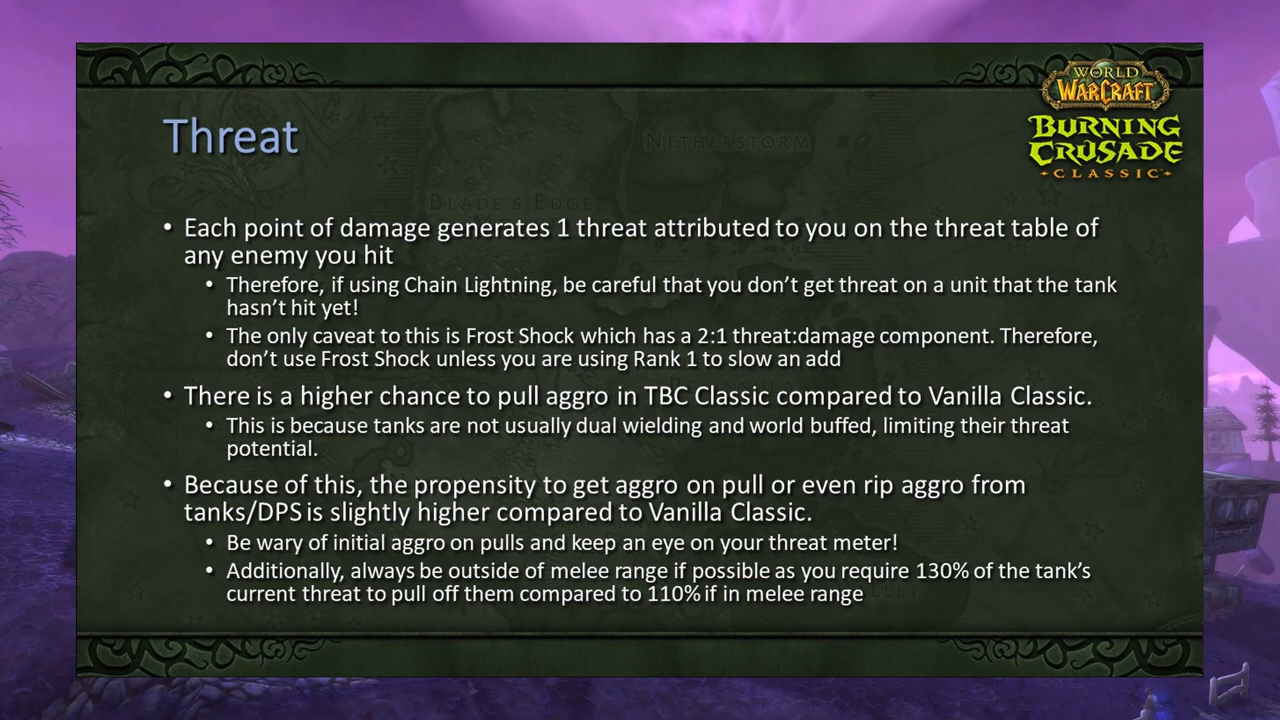 WORLD
WARCRAFT
BURNING
CRUSADE
CLASSIC
Threat
NETHERSTORM
BLADE'S EDGE
• Each point of damage generates 1 threat attributed to you on the threat table of
any enemy you hit
• Therefore, if using Chain Lightning, be careful that you don't get threat on a unit that the tank
hasn't hit yet!
• The only caveat to this is Frost Shock which has a 2:1 threat:damage component. Therefore,
don't use Frost Shock unless you are using Rank 1 to slow an add
• There is a higher chance to pull aggro in TBC Classic compared to Vanilla Classic.
• This is because tanks are not usually dual wielding and world buffed, limiting their threat
potential.
• Because of this, the propensity to get aggro on pull or even rip aggro from
tanks/DPS is slightly higher compared to Vanilla Classic.
• Be wary of initial aggro on pulls and keep an eye on your threat meter!
• Additionally, always be outside of melee range if possible as you require 130% of the tank's
current threat to pull off them compared to 110% if in melee range